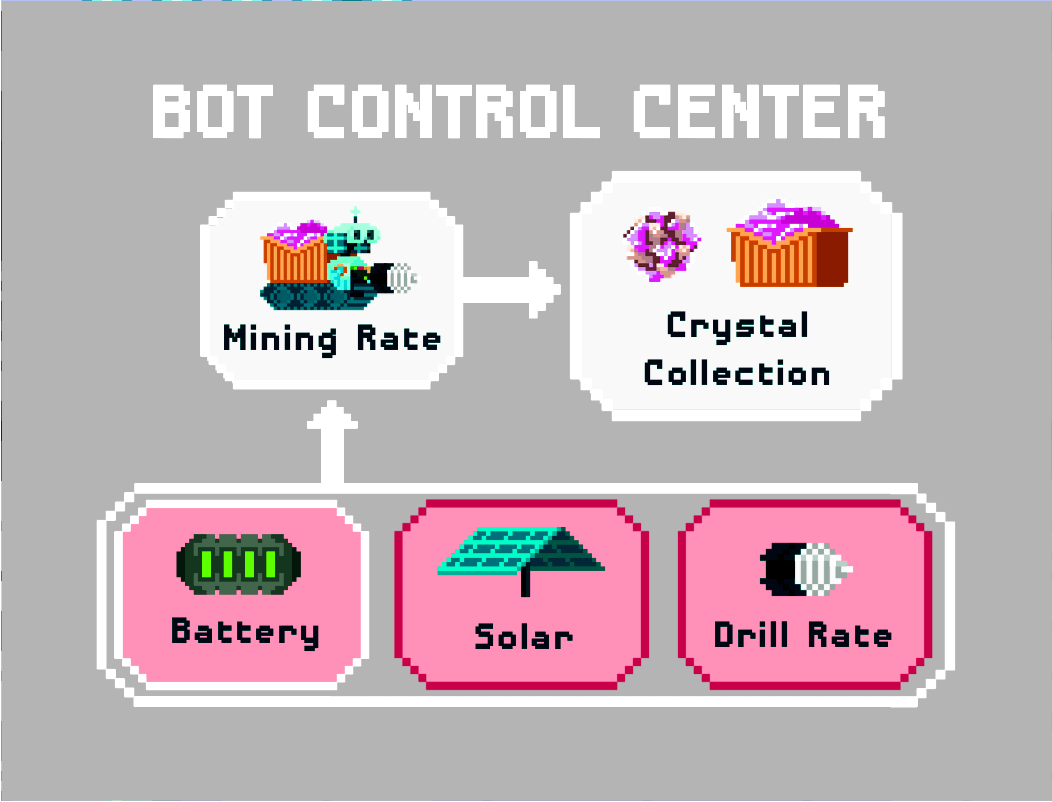 BOT CONTROL CENTER
Mining Rate
Crystal
Collection
Battery
Solar
Drill Rate